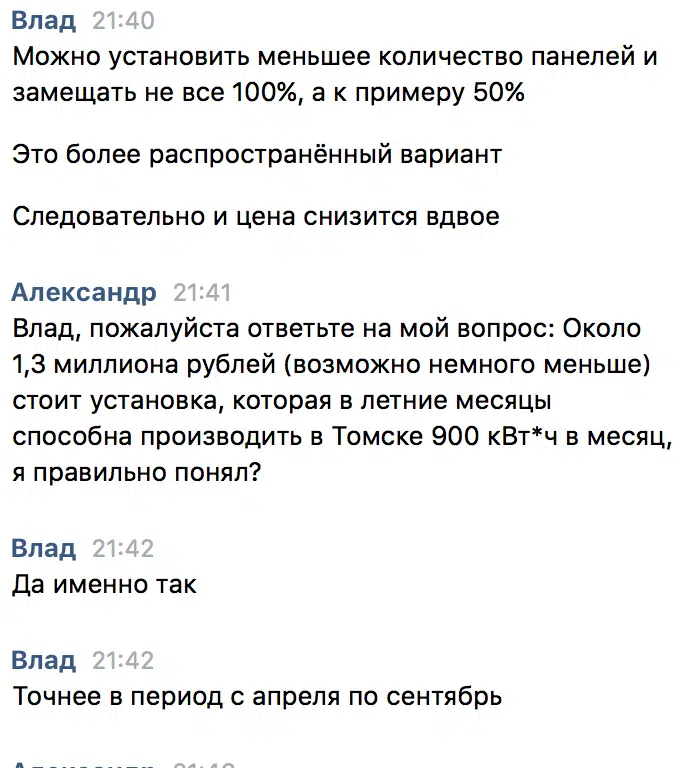 Влад 21:40
Можно установить меньшее количество панелей и
замещать не все 100%, а к примеру 50%
Это более распространённый вариант
Следовательно и цена снизится вдвое
Александр 21:41
Влад, пожалуйста ответьте на мой вопрос: Около
1,3 миллиона рублей (возможно немного меньше)
стоит установка, которая в летние месяцы
способна производить в Томске 900 кВт*ч в месяц,
я правильно понял?
Влад 21:42
Да именно так
Влад 21:42
Точнее в период с апреля по сентябрь